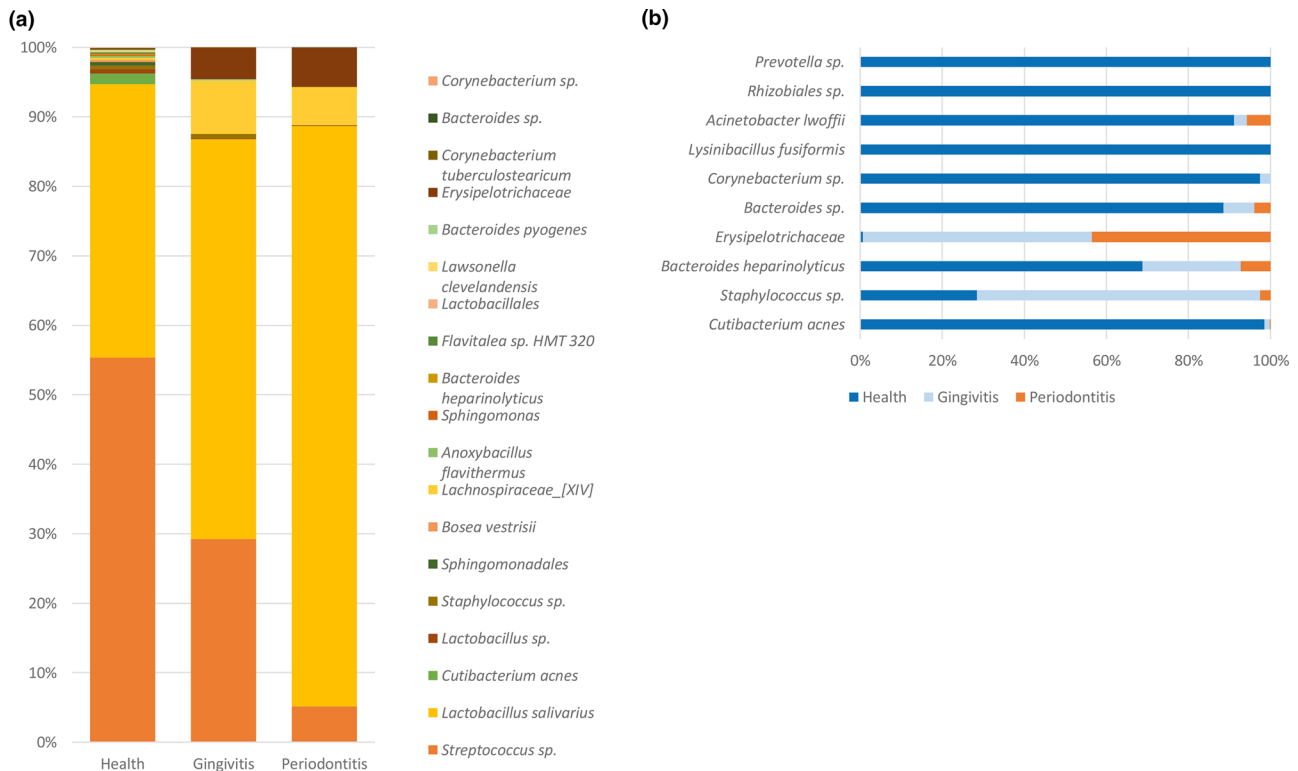 (a)
100%
90%
80%
70%
60%
50%
40%
30%
20%
10%
0%
Health
Gingivitis
Periodontitis
Corynebacterium sp.
Bacteroides sp.
Corynebacterium
tuberculostearicum
Erysipelotrichaceae
Bacteroides pyogenes
Lawsonella
clevelandensis
Lactobacillales
Flavitalea sp. HMT 320
Bacteroides
heparinolyticus
Sphingomonas
Anoxybacillus
flavithermus
Lachnospiraceae_[XIV]
Bosea vestrisii
Sphingomonadales
Staphylococcus sp.
Lactobacillus sp.
Cutibacterium acnes
Lactobacillus salivarius
Streptococcus sp.
(b)
Prevotella sp.
Rhizobiales sp.
Acinetobacter lwoffii
Lysinibacillus fusiformis
Corynebacterium sp.
Bacteroides sp.
Erysipelotrichaceae
Bacteroides heparinolyticus
Staphylococcus sp.
Cutibacterium acnes
0% 20% 40% 60% 80% 100%
Health Gingivitis Periodontitis